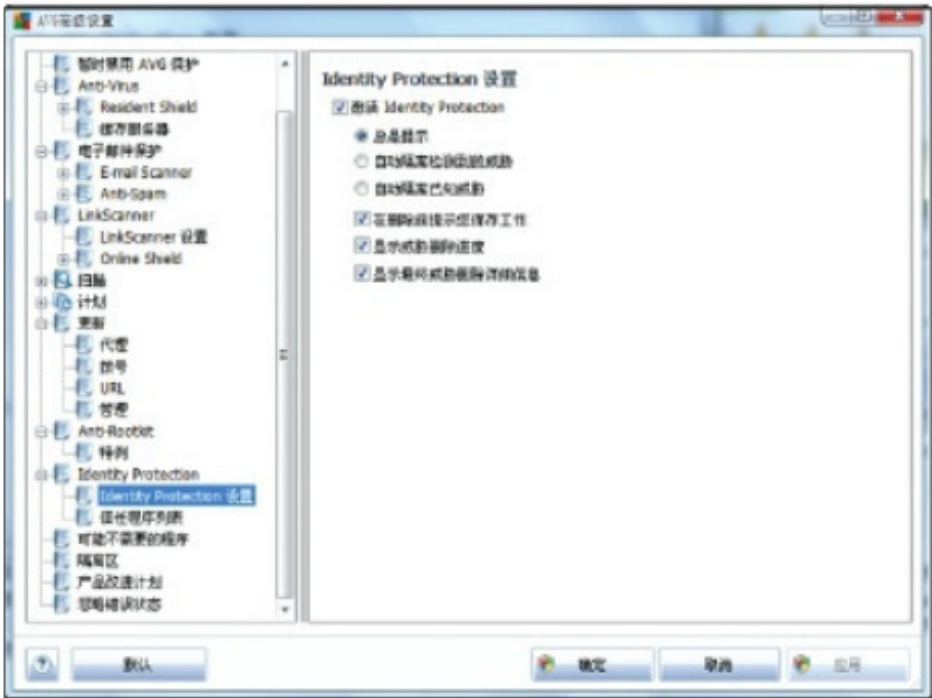 AVG高级设置
暂时禁用 AVG 保护
Anti-Virus
Resident Shield
缓存服务器
电子邮件保护
E-mail Scanner
Anti-Spam
LinkScanner
LinkScanner 设置
Online Shield
扫描
计划
更新
代理
拨号
URL
管理
Anti-Rootkit
特例
Identity Protection
Identity Protection 设置
信任程序列表
可能不需要的程序
隔离区
产品改进计划
忽略错误状态
Identity Protection 设置
激活 Identity Protection
总是提示
自动隔离检测到的威胁
自动隔离已知威胁
在删除前提示您保存工作
显示威胁删除进度
显示最终威胁删除详细信息
默认
确定
取消
应用